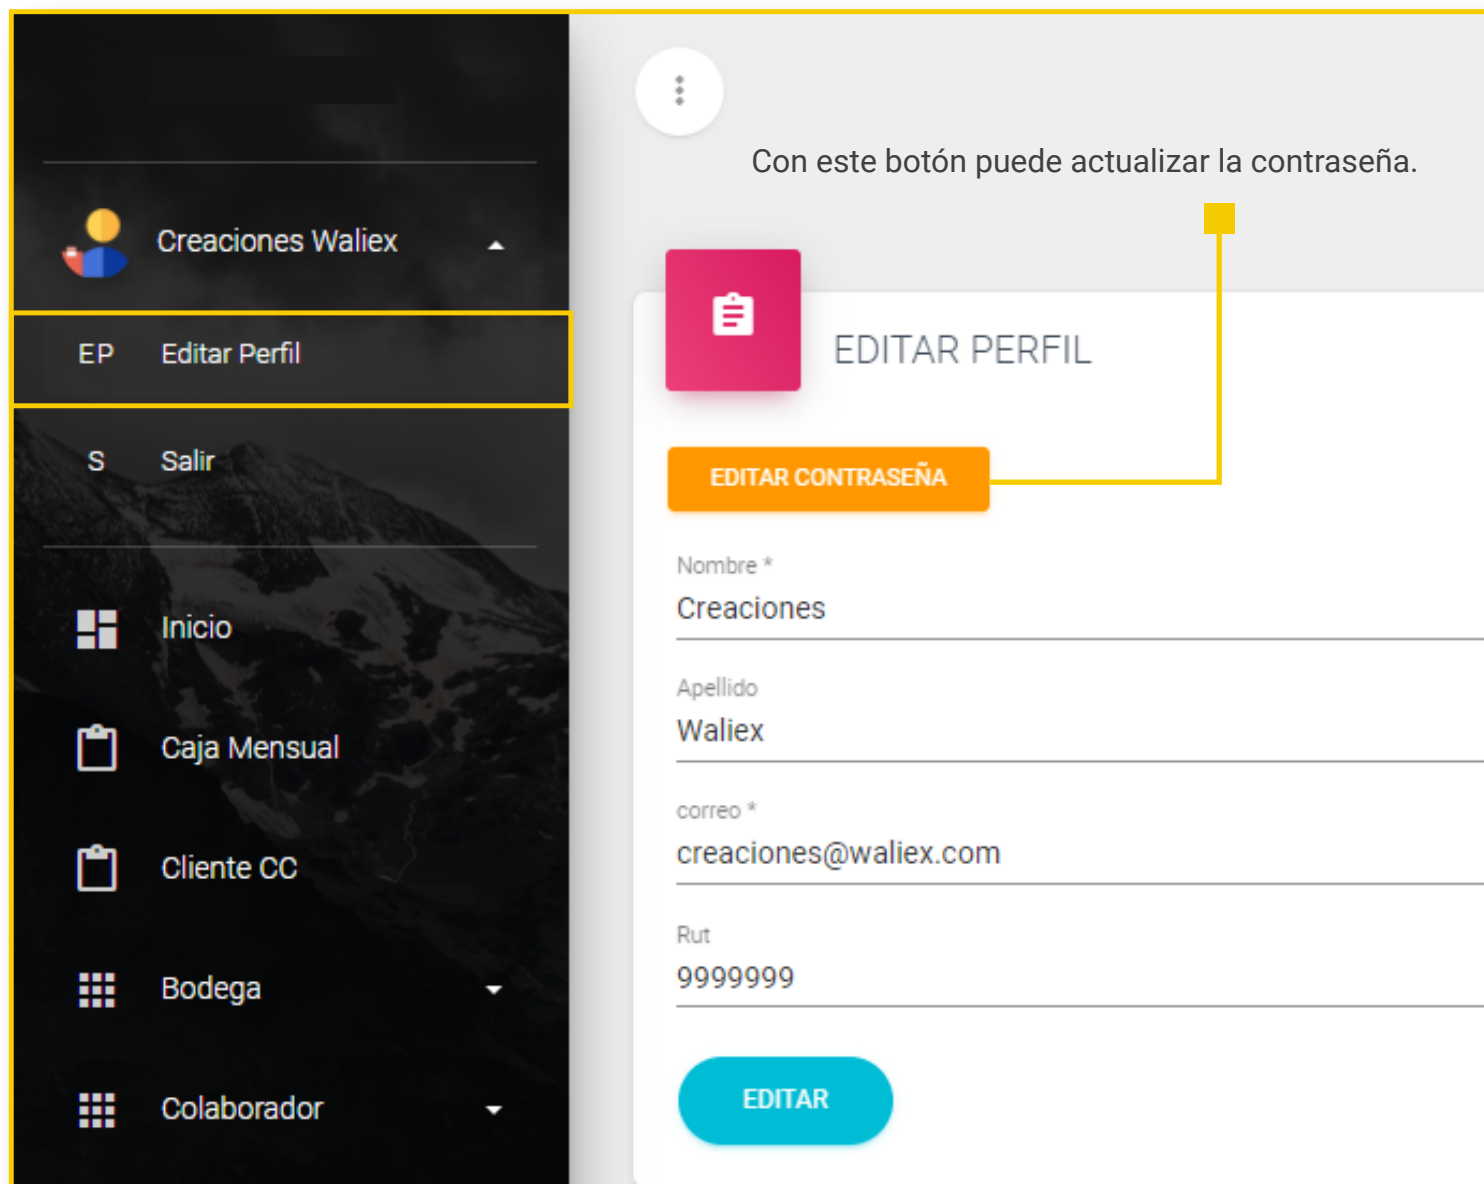 Creaciones Waliex
EP Editar Perfil
S Salir
Inicio
Caja Mensual
Cliente CC
Bodega
Colaborador
Con este botón puede actualizar la contraseña.
EDITAR PERFIL
EDITAR CONTRASEÑA
Nombre *
Creaciones
Apellido
Waliex
correo *
creaciones@waliex.com
Rut
9999999
EDITAR